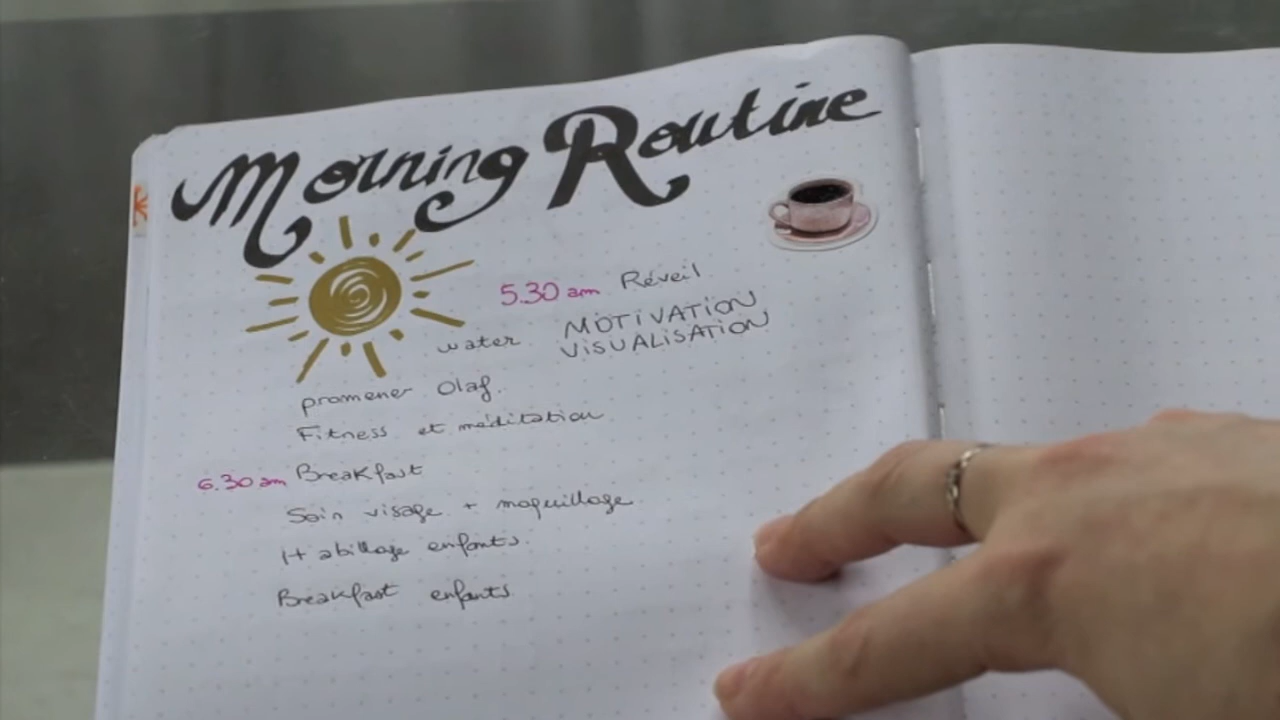 Morning Routine
5.30 am Réveil
water MOTIVATION
VISUALISATION
promener Olaf.
Fitness et méditation
6.30 am Breakfast
Soin visage + maquillage
Habillage enfants.
Breakfast enfants